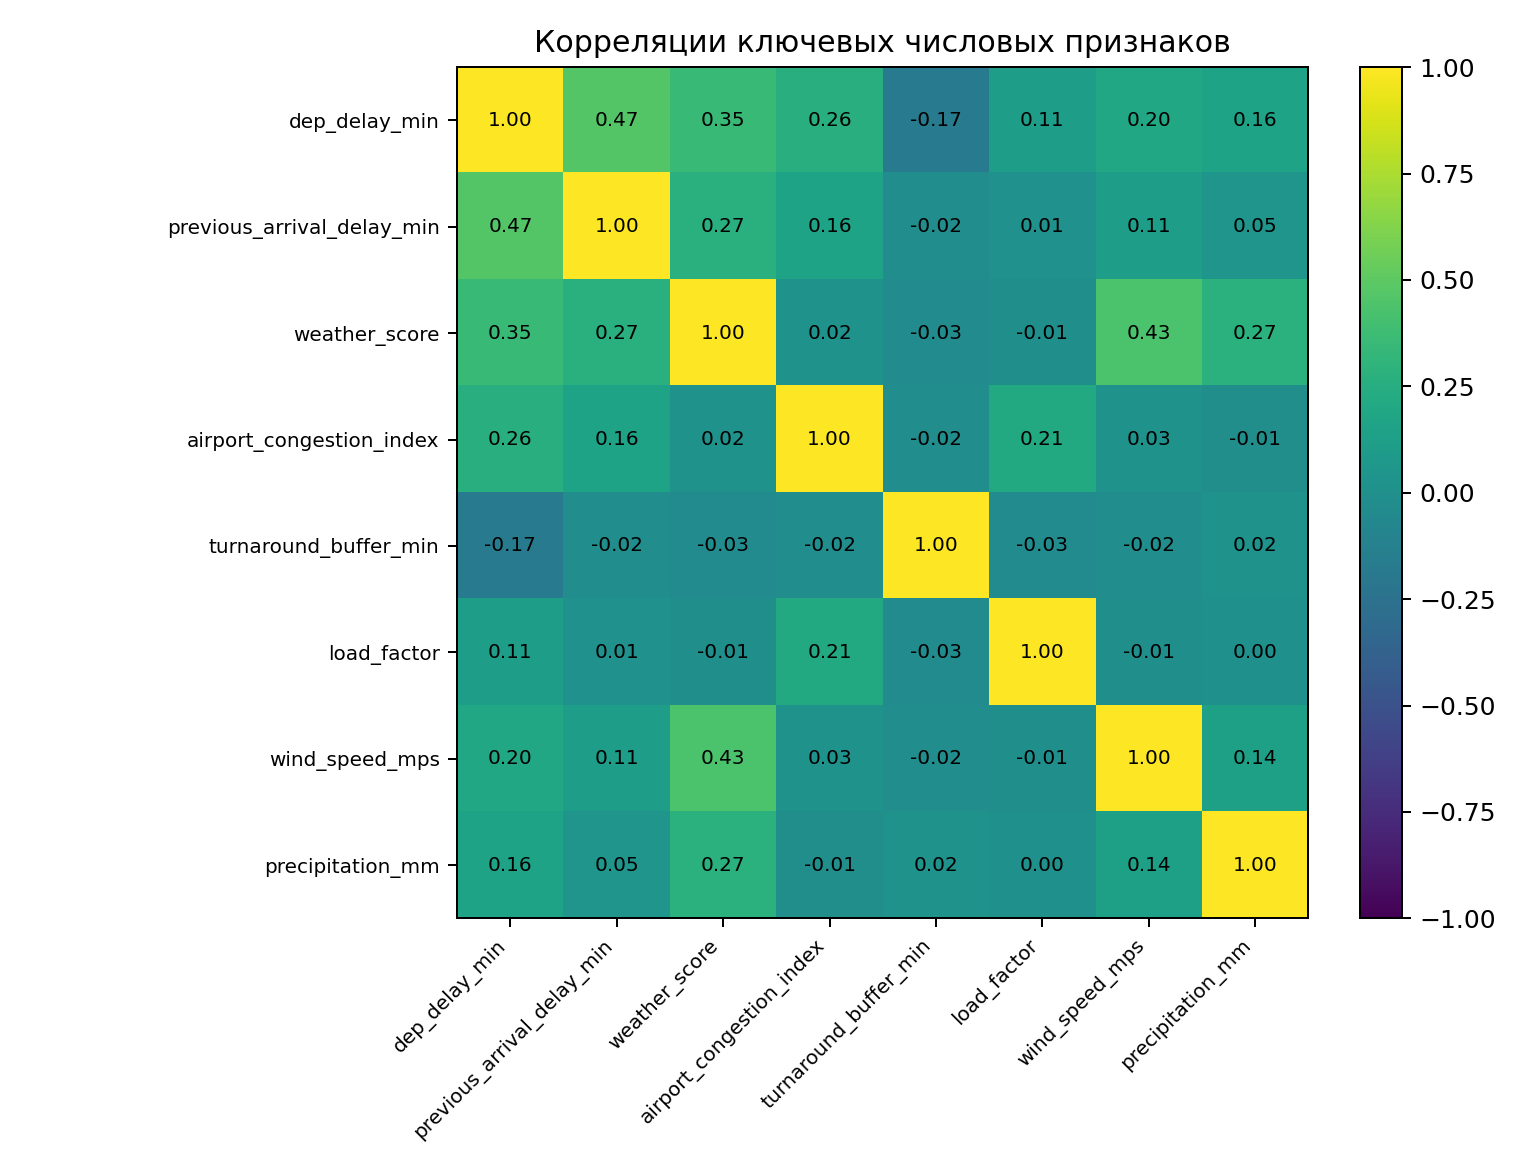 Корреляции ключевых числовых признаков
dep_delay_min 1.00 0.47 0.35 0.26 -0.17 0.11 0.20 0.16
previous_arrival_delay_min 0.47 1.00 0.27 0.16 -0.02 0.01 0.11 0.05
weather_score 0.35 0.27 1.00 0.02 -0.03 -0.01 0.43 0.27
airport_congestion_index 0.26 0.16 0.02 1.00 -0.02 0.21 0.03 -0.01
turnaround_buffer_min -0.17 -0.02 -0.03 -0.02 1.00 -0.03 -0.02 0.02
load_factor 0.11 0.01 -0.01 0.21 -0.03 1.00 -0.01 0.00
wind_speed_mps 0.20 0.11 0.43 0.03 -0.02 -0.01 1.00 0.14
precipitation_mm 0.16 0.05 0.27 -0.01 0.02 0.00 0.14 1.00
dep_delay_min
previous_arrival_delay_min
weather_score
airport_congestion_index
turnaround_buffer_min
load_factor
wind_speed_mps
precipitation_mm
1.00
0.75
0.50
0.25
0.00
−0.25
−0.50
−0.75
−1.00